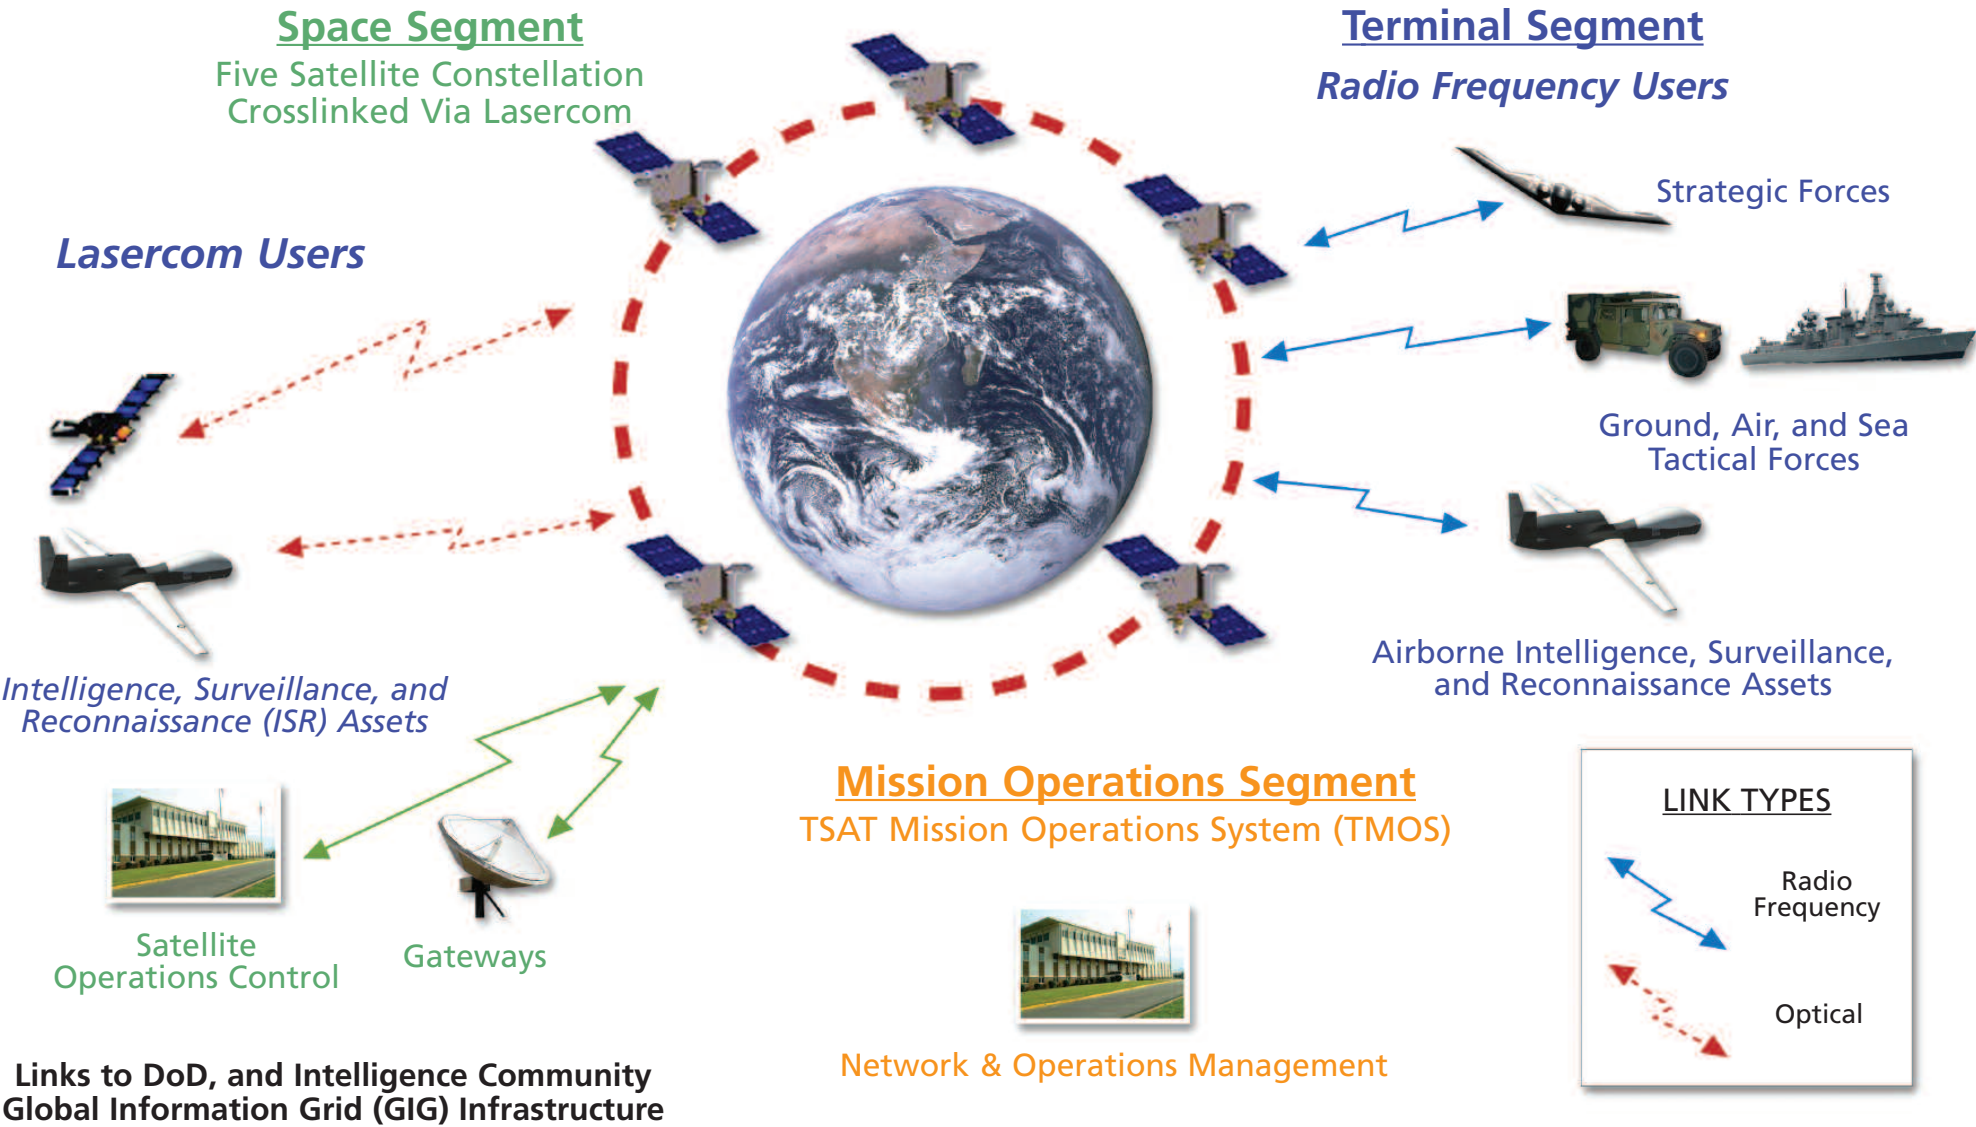 Space Segment
Five Satellite Constellation
Crosslinked Via Lasercom
Terminal Segment
Radio Frequency Users
Strategic Forces
Ground, Air, and Sea
Tactical Forces
Airborne Intelligence, Surveillance,
and Reconnaissance Assets
Lasercom Users
Intelligence, Surveillance, and
Reconnaissance (ISR) Assets
Satellite
Operations Control
Gateways
Links to DoD, and Intelligence Community
Global Information Grid (GIG) Infrastructure
Mission Operations Segment
TSAT Mission Operations System (TMOS)
Network & Operations Management
LINK TYPES
Radio
Frequency
Optical